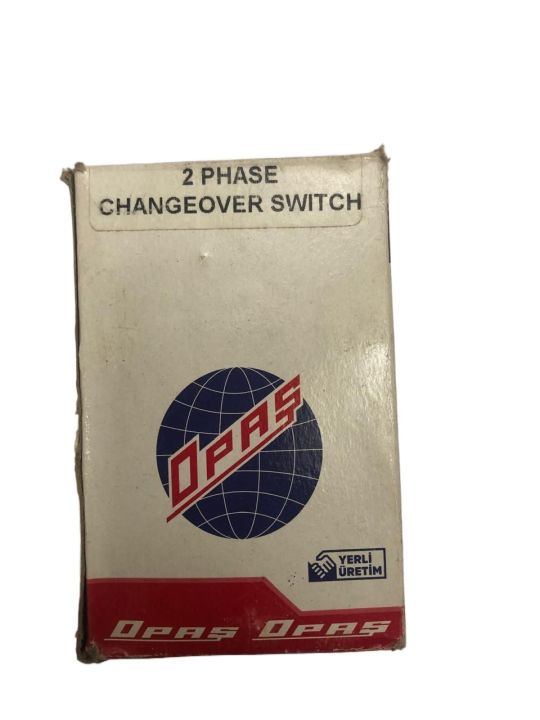 2 PHASE
CHANGEOVER SWITCH
OPAŞ
YERLİ
ÜRETİM
OPAŞ OPAŞ